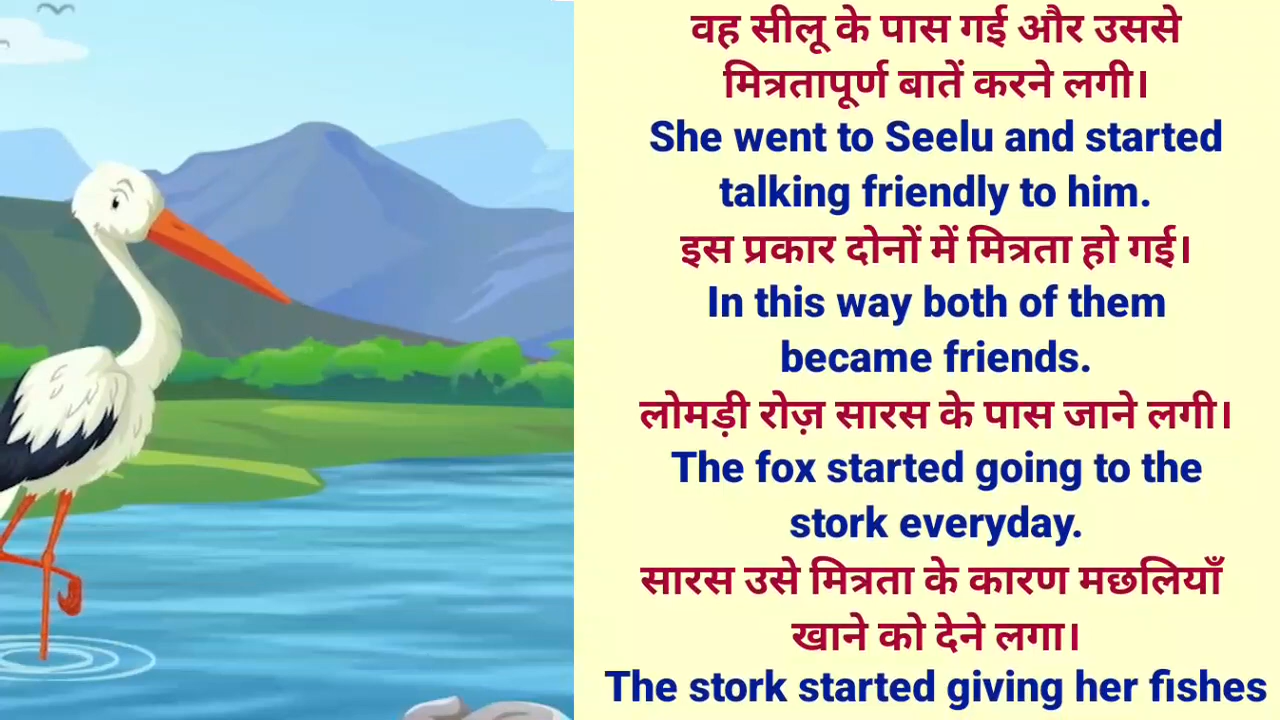 वह सीलू के पास गई और उससे
मित्रतापूर्ण बातें करने लगी।
She went to Seelu and started
talking friendly to him.
इस प्रकार दोनों में मित्रता हो गई।
In this way both of them
became friends.
लोमड़ी रोज़ सारस के पास जाने लगी।
The fox started going to the
stork everyday.
सारस उसे मित्रता के कारण मछलियाँ
खाने को देने लगा।
The stork started giving her fishes